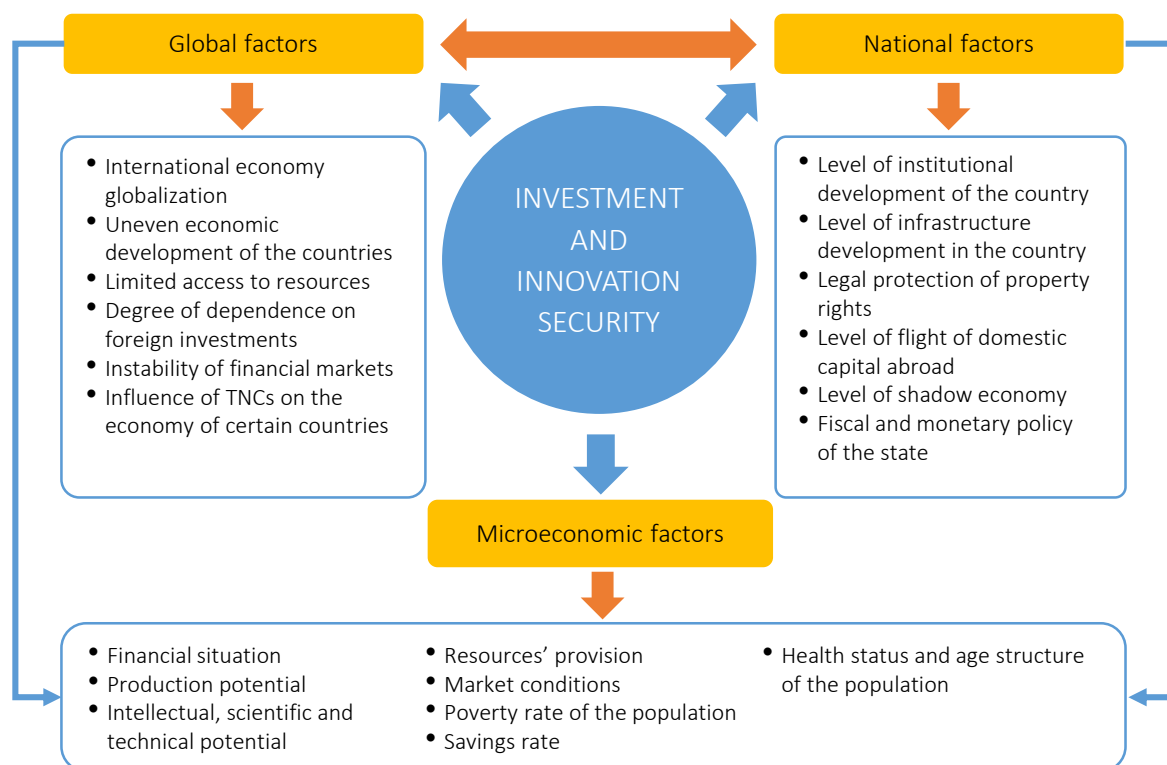 Global factors
National factors
• International economy
globalization
• Uneven economic
development of the countries
• Limited access to resources
• Degree of dependence on
foreign investments
• Instability of financial markets
• Influence of TNCs on the
economy of certain countries
INVESTMENT
AND
INNOVATION
SECURITY
• Level of institutional
development of the country
• Level of infrastructure
development in the country
• Legal protection of property
rights
• Level of flight of domestic
capital abroad
• Level of shadow economy
• Fiscal and monetary policy
of the state
Microeconomic factors
• Financial situation
• Production potential
• Intellectual, scientific and
technical potential
• Resources’ provision
• Market conditions
• Poverty rate of the population
• Savings rate
• Health status and age structure
of the population